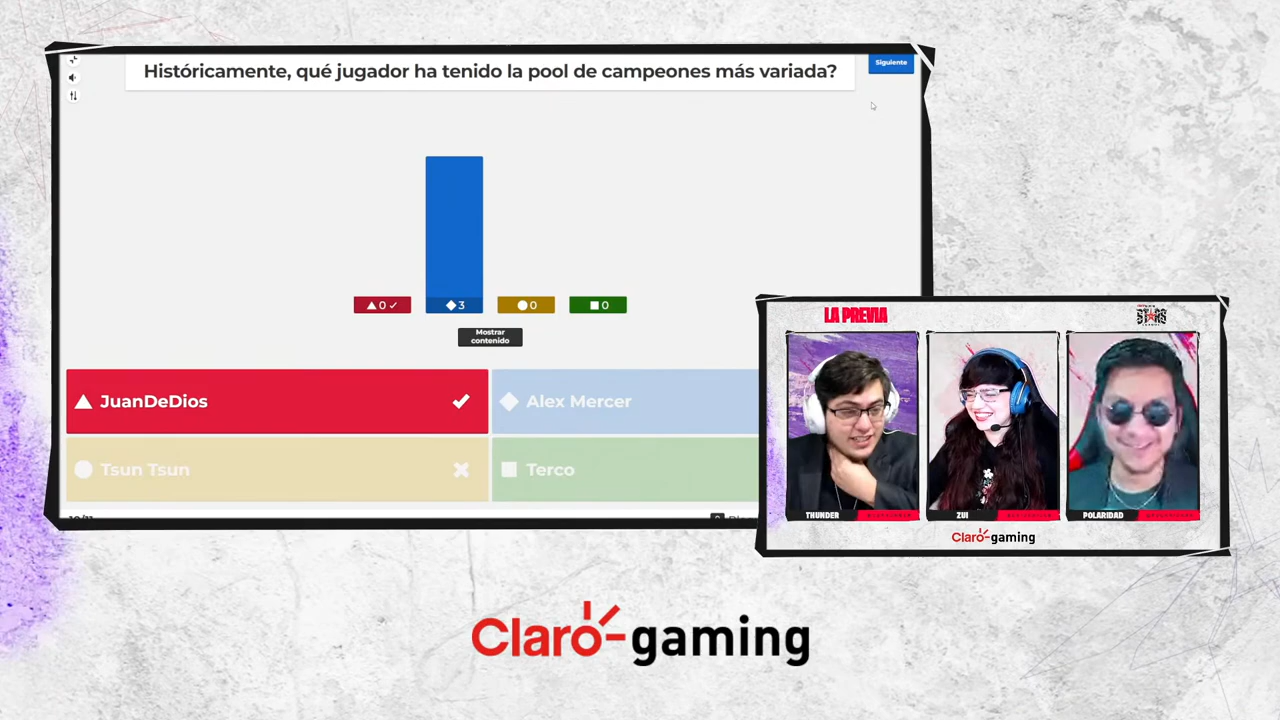 Históricamente, qué jugador ha tenido la pool de campeones más variada?
Siguiente
0
3
0
0
Mostrar
contenido
JuanDeDios
Alex Mercer
Tsun Tsun
Terco
LA PREVIA
STARS
THUNDER
ZUI
POLARIDAD
Claro-gaming
Claro-gaming